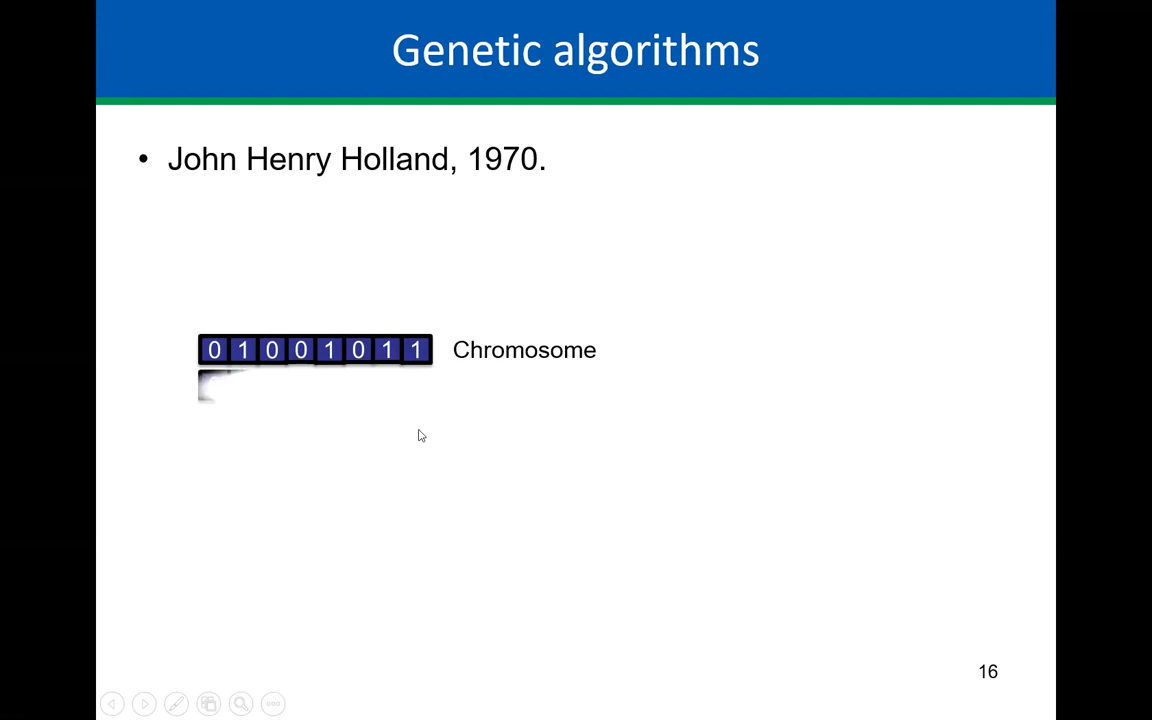 Genetic algorithms
• John Henry Holland, 1970.
0 1 0 0 1 0 1 1 Chromosome
16